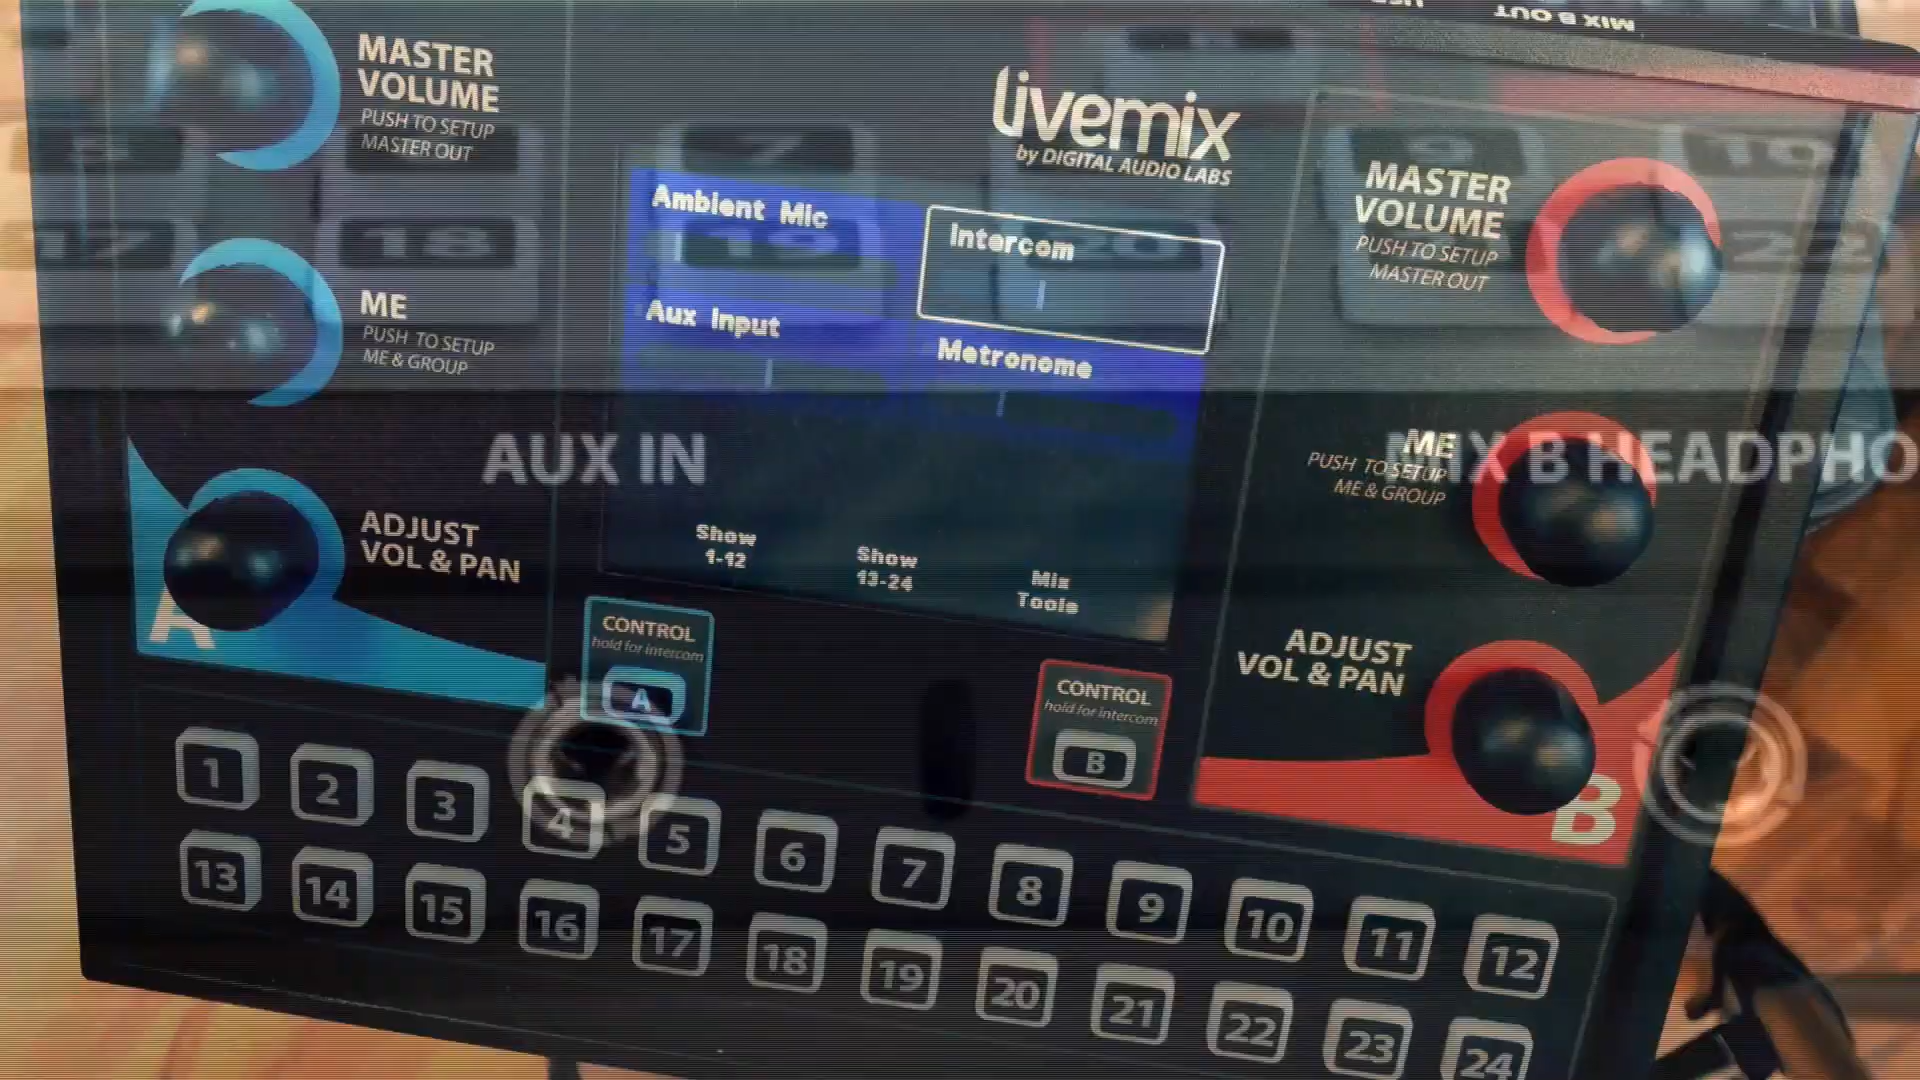 MIX B OUT
MASTER
VOLUME
PUSH TO SETUP
MASTER OUT
livemix
by DIGITAL AUDIO LABS
7
9
10
17
18
19
20
22
Ambient Mic
Intercom
Aux Input
Metronome
MASTER
VOLUME
PUSH TO SETUP
MASTER OUT
ME
PUSH TO SETUP
ME & GROUP
ME
PUSH TO SETUP
ME & GROUP
AUX IN
MIX B HEADPHO
ADJUST
VOL & PAN
A
Show
1-12
Show
13-24
Mix
Tools
CONTROL
hold for intercom
A
CONTROL
hold for intercom
B
ADJUST
VOL & PAN
B
1 2 3 4 5 6 7 8 9 10 11 12
13 14 15 16 17 18 19 20 21 22 23 24